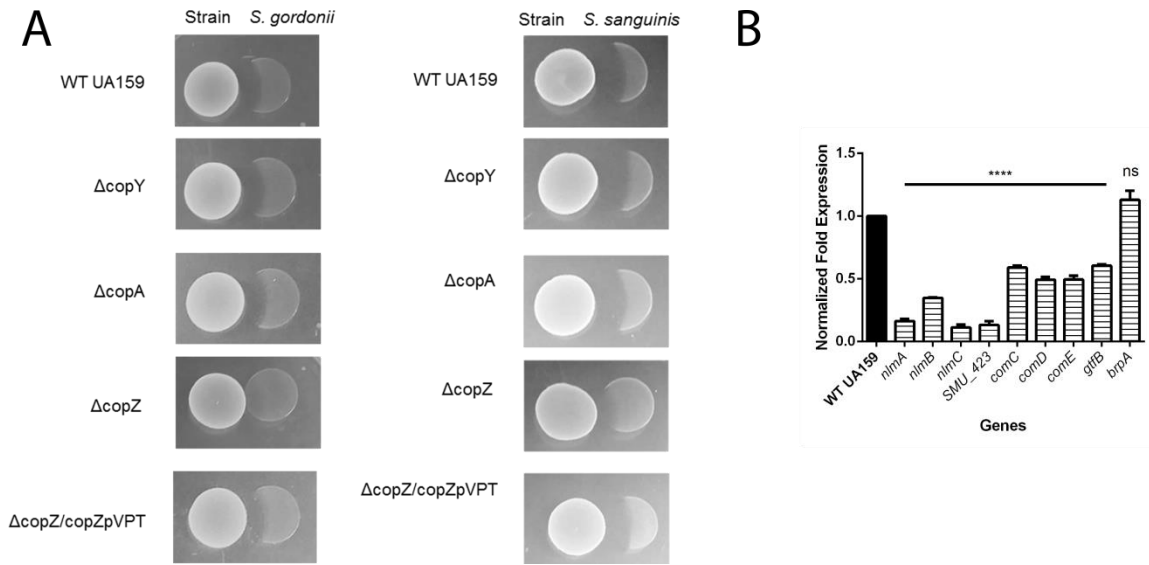 A
Strain S. gordonii
WT UA159
ΔcopY
ΔcopA
ΔcopZ
ΔcopZ/copZpVPT
Strain S. sanguinis
WT UA159
ΔcopY
ΔcopA
ΔcopZ
ΔcopZ/copZpVPT
B
Normalized Fold Expression
1.5
1.0
0.5
0.0
****
ns
WT UA159
nlmA
nlmB
nlmC
SMU_423
comC
comD
comE
gtfB
brpA
Genes